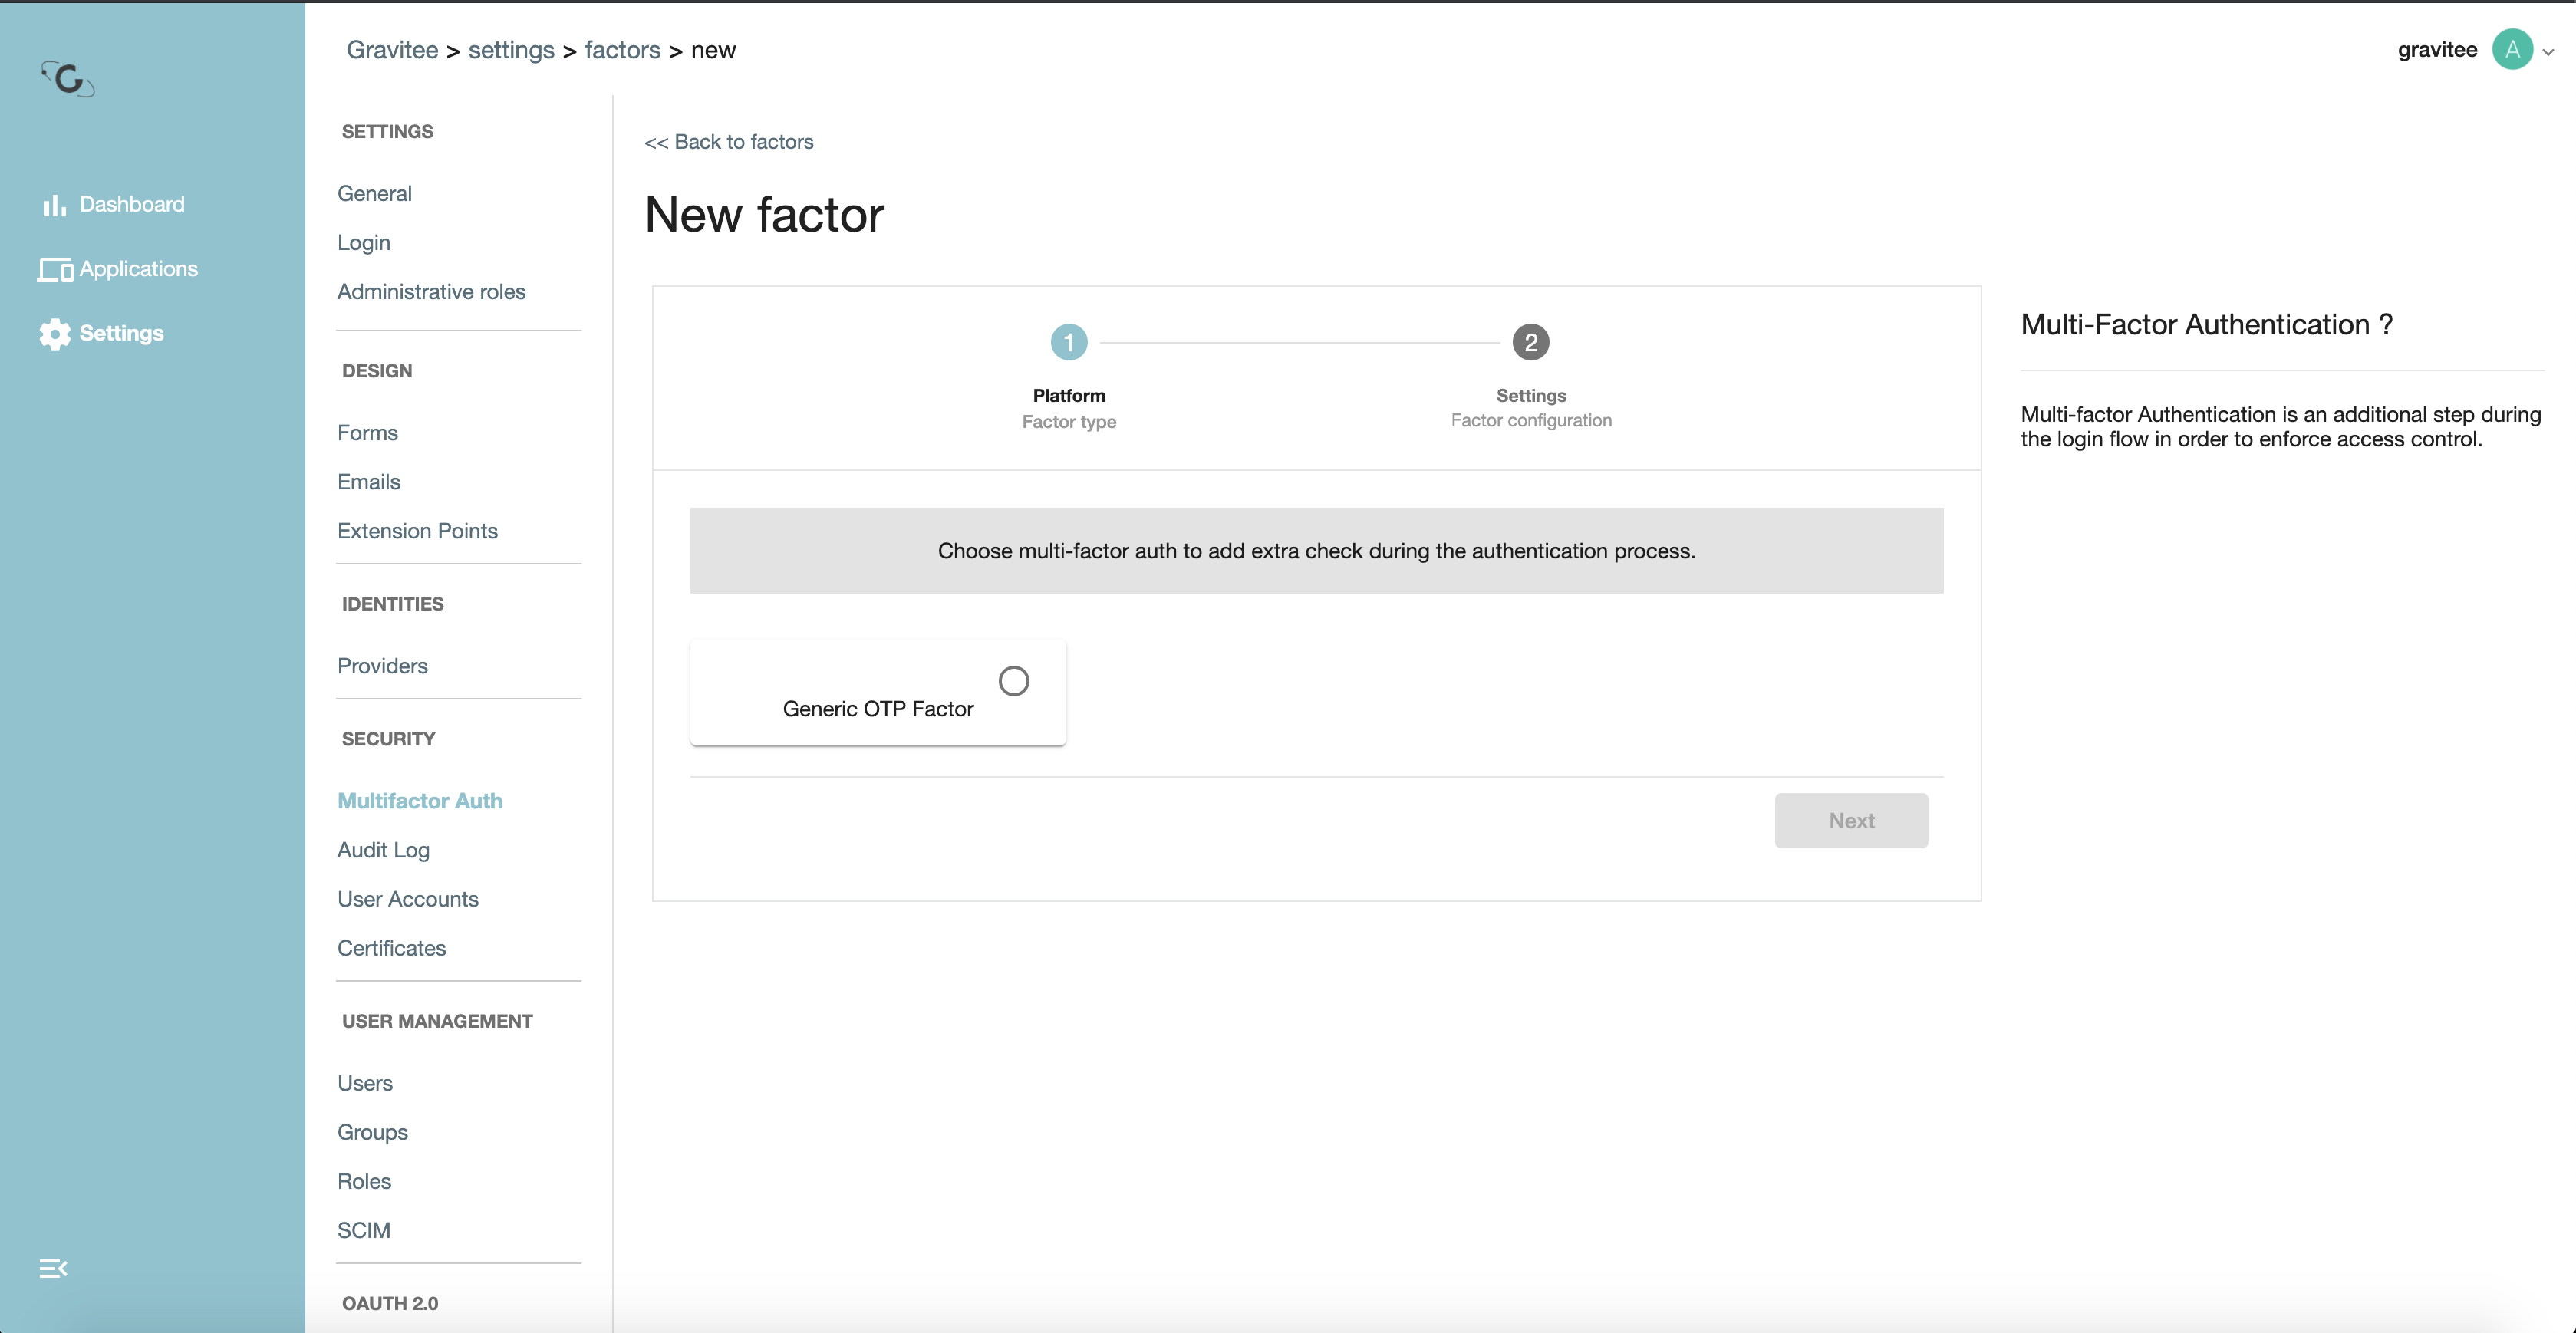 Gravitee > settings > factors > new
gravitee A
Dashboard
Applications
Settings
SETTINGS
General
Login
Administrative roles
DESIGN
Forms
Emails
Extension Points
IDENTITIES
Providers
SECURITY
Multifactor Auth
Audit Log
User Accounts
Certificates
USER MANAGEMENT
Users
Groups
Roles
SCIM
OAUTH 2.0
<< Back to factors
New factor
1
2
Platform
Factor type
Settings
Factor configuration
Choose multi-factor auth to add extra check during the authentication process.
Generic OTP Factor
Next
Multi-Factor Authentication ?
Multi-factor Authentication is an additional step during
the login flow in order to enforce access control.